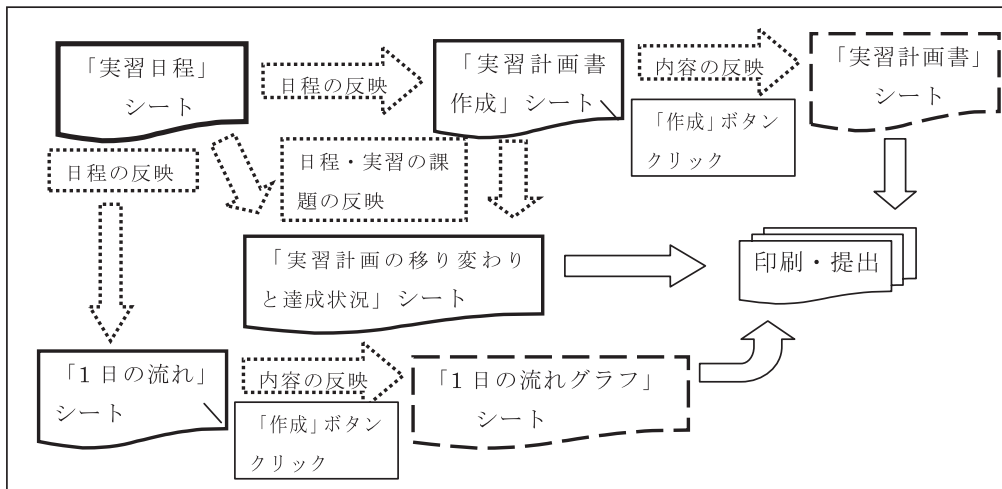 「実習日程」
シート
日程の反映
「実習計画書
作成」シート
内容の反映
「作成」ボタン
クリック
「実習計画書」
シート
日程の反映
日程・実習の課
題の反映
「実習計画の移り変わり
と達成状況」シート
印刷・提出
「1日の流れ」
シート
内容の反映
「作成」ボタン
クリック
「1日の流れグラフ」
シート